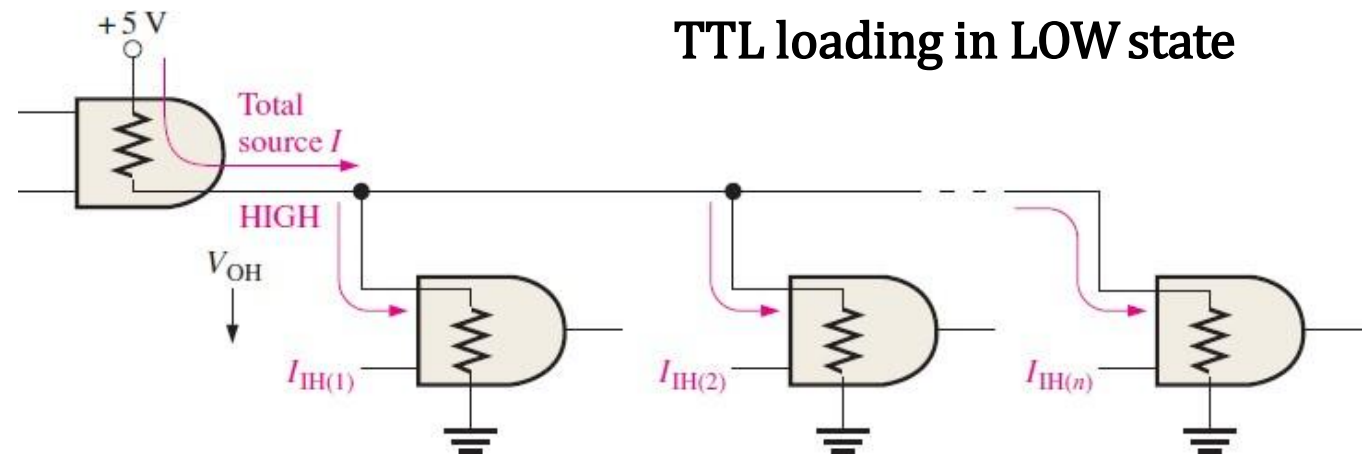 +5 V
TTL loading in LOW state
Total
source I
HIGH
VOH
IIH(1)
IIH(2)
IIH(n)